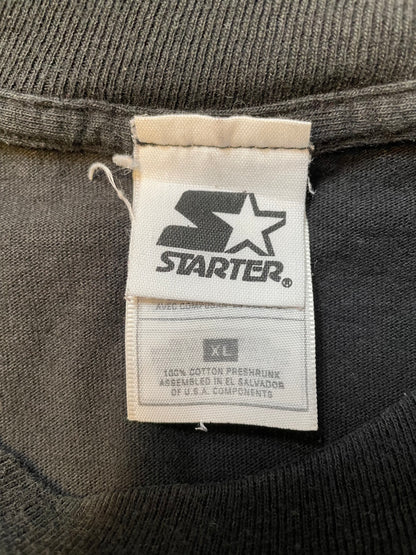 STARTER®
XL
100% COTTON PRESHRUNK
ASSEMBLED IN EL SALVADOR
OF U.S.A. COMPONENTS